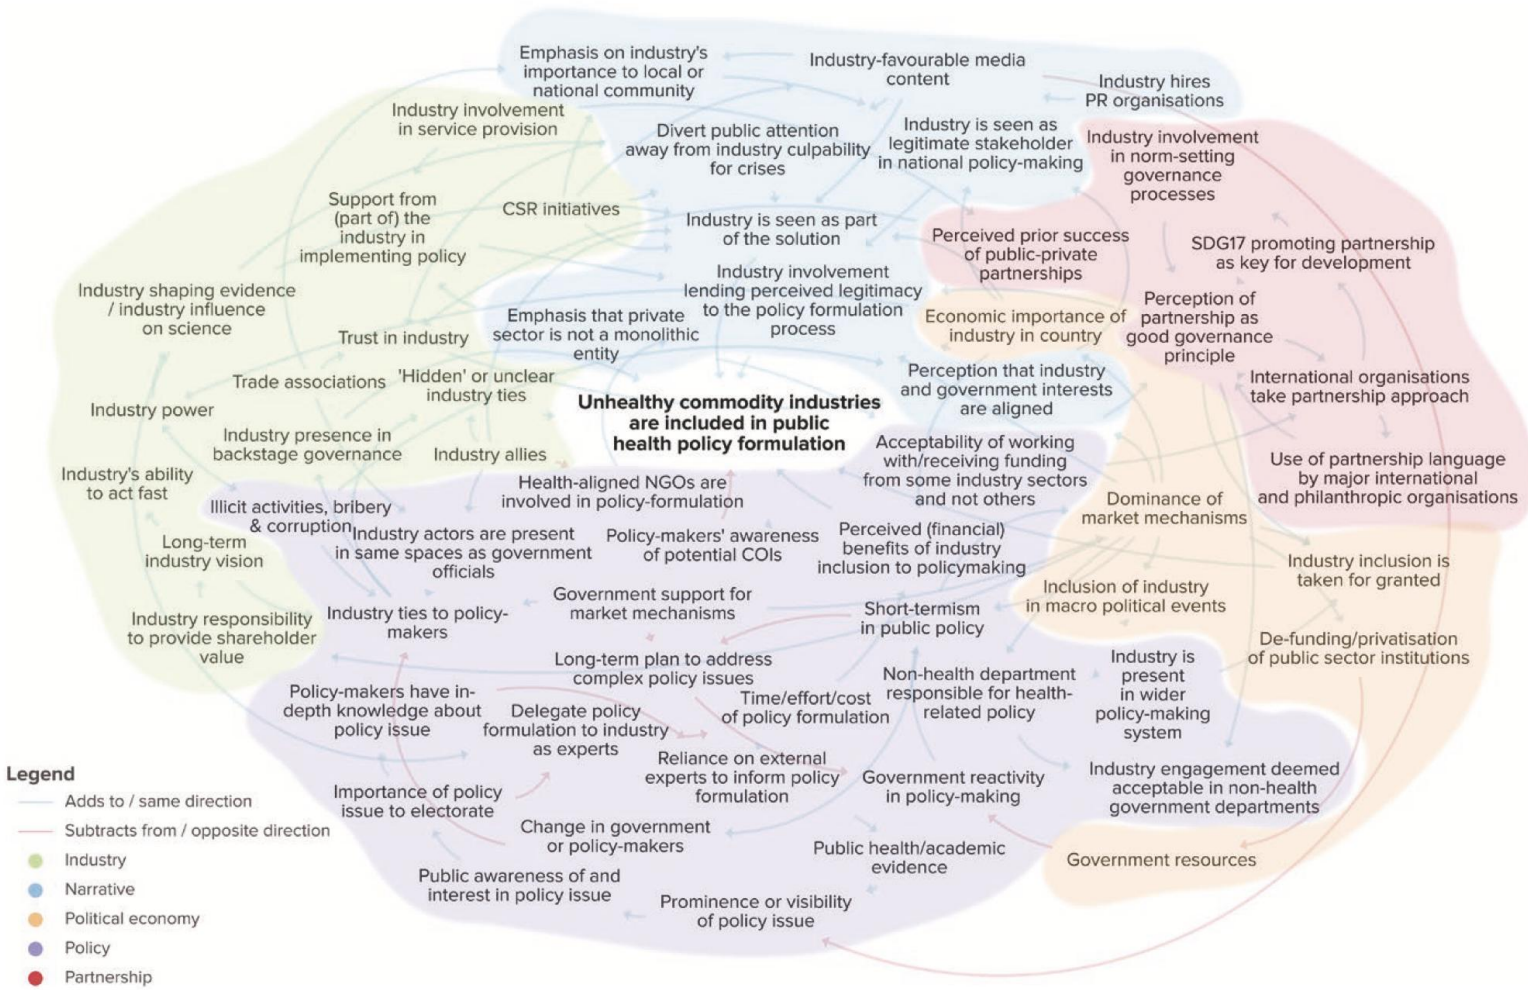 Emphasis on industry's
importance to local or
national community
Industry-favourable media
content
Industry hires
PR organisations
Industry involvement
in service provision
Divert public attention
away from industry culpability
for crises
Industry is seen as
legitimate stakeholder
in national policy-making
Industry involvement
in norm-setting
governance
processes
Support from
(part of) the
industry in
implementing policy
CSR initiatives
Industry is seen as part
of the solution
Perceived prior success
of public-private
partnerships
SDG17 promoting partnership
as key for development
Industry shaping evidence
/ industry influence
on science
Industry involvement
lending perceived legitimacy
to the policy formulation
process
Emphasis that private
sector is not a monolithic
entity
Economic importance of
industry in country
Perception of
partnership as
good governance
principle
Trust in industry
Trade associations
'Hidden' or unclear
industry ties
Perception that industry
and government interests
are aligned
International organisations
take partnership approach
Industry power
Unhealthy commodity industries
are included in public
health policy formulation
Industry presence in
backstage governance
Industry allies
Acceptability of working
with/receiving funding
from some industry sectors
and not others
Use of partnership language
by major international
and philanthropic organisations
Industry's ability
to act fast
Health-aligned NGOs are
involved in policy-formulation
Dominance of
market mechanisms
Illicit activities, bribery
& corruption
Industry actors are present
in same spaces as government
officials
Policy-makers' awareness
of potential COIs
Perceived (financial)
benefits of industry
inclusion to policymaking
Long-term
industry vision
Industry inclusion is
taken for granted
Inclusion of industry
in macro political events
Industry responsibility
to provide shareholder
value
Industry ties to policy-
makers
Government support for
market mechanisms
Short-termism
in public policy
De-funding/privatisation
of public sector institutions
Long-term plan to address
complex policy issues
Industry is
present
in wider
policy-making
system
Non-health department
responsible for health-
related policy
Policy-makers have in-
depth knowledge about
policy issue
Delegate policy
formulation to industry
as experts
Time/effort/cost
of policy formulation
Reliance on external
experts to inform policy
formulation
Government reactivity
in policy-making
Industry engagement deemed
acceptable in non-health
government departments
Importance of policy
issue to electorate
Change in government
or policy-makers
Public health/academic
evidence
Government resources
Public awareness of and
interest in policy issue
Prominence or visibility
of policy issue
Legend
Adds to / same direction
Subtracts from / opposite direction
Industry
Narrative
Political economy
Policy
Partnership